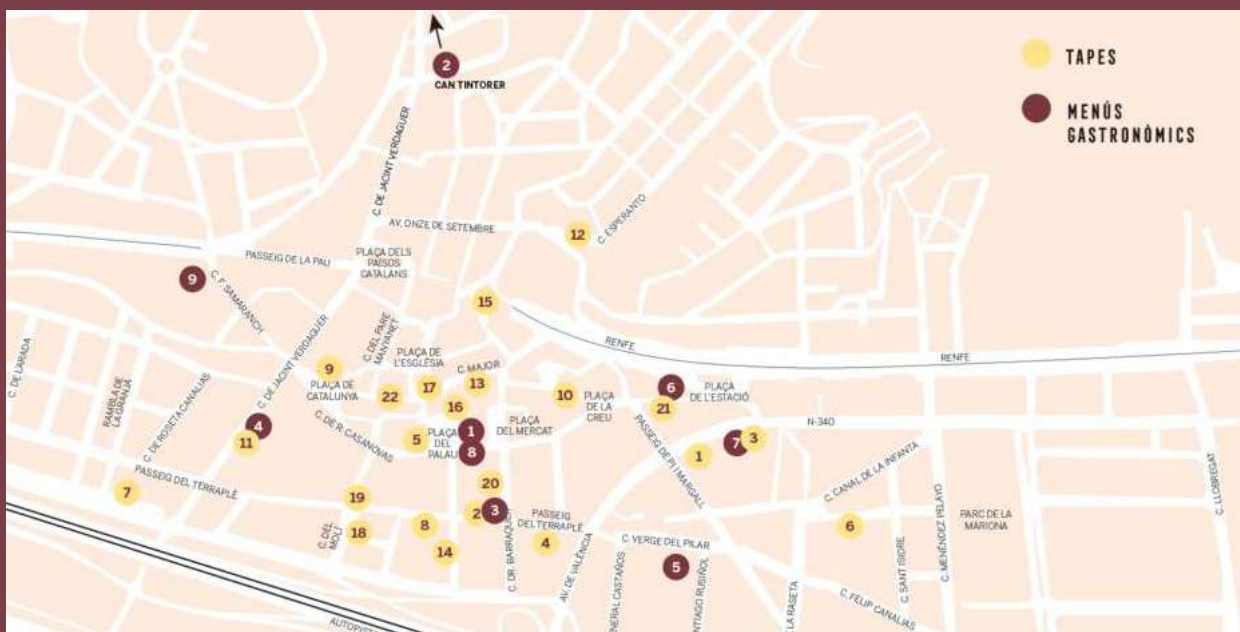 2
CAN TINTORER
TAPES
MENÚS
GASTRONÒMICS
C. DE JACINT VERDAGUER
AV. ONZE DE SETEMBRE
12
C. ESPERANTO
PASSEIG DE LA PAU
PLAÇA DELS
PAÏSOS
CATALANS
9
C. F. SAMARANCH
15
RENFE
RENFE
C. DE JACINT VERDAGUER
C. DEL PARE
MANYANET
PLAÇA DE
L'ESGLÉSIA
C. MAJOR
C. DE LARADA
RAMBLA DE
LA GRANJA
C. DE ROSETA CANALIAS
9
PLAÇA DE
CATALUNYA
22
17
13
16
10
PLAÇA
DE LA
CREU
6
21
PLAÇA
DE L'ESTACIÓ
4
11
C. DE R. CASANOVAS
5
PLAÇA
DEL
PALAU
1
8
PLAÇA
DEL MERCAT
PASSEIG DE PI I MARGALL
1
7
3
N-340
C. CANAL DE LA INFANTA
PASSEIG DEL TERRAPLÈ
7
19
20
2
3
C. DEL
MOLÍ
18
8
14
C. DR. BARRAQUER
PASSEIG
DEL TERRAPLÈ
4
AV. DE VALÈNCIA
C. VERGE DEL PILAR
5
6
C. SANT ISIDRE
C. MENÉNDEZ PELAYO
PARC DE LA
MARIONA
C. LLOBREGAT
C. FELIP CANALIAS
LA RASETA